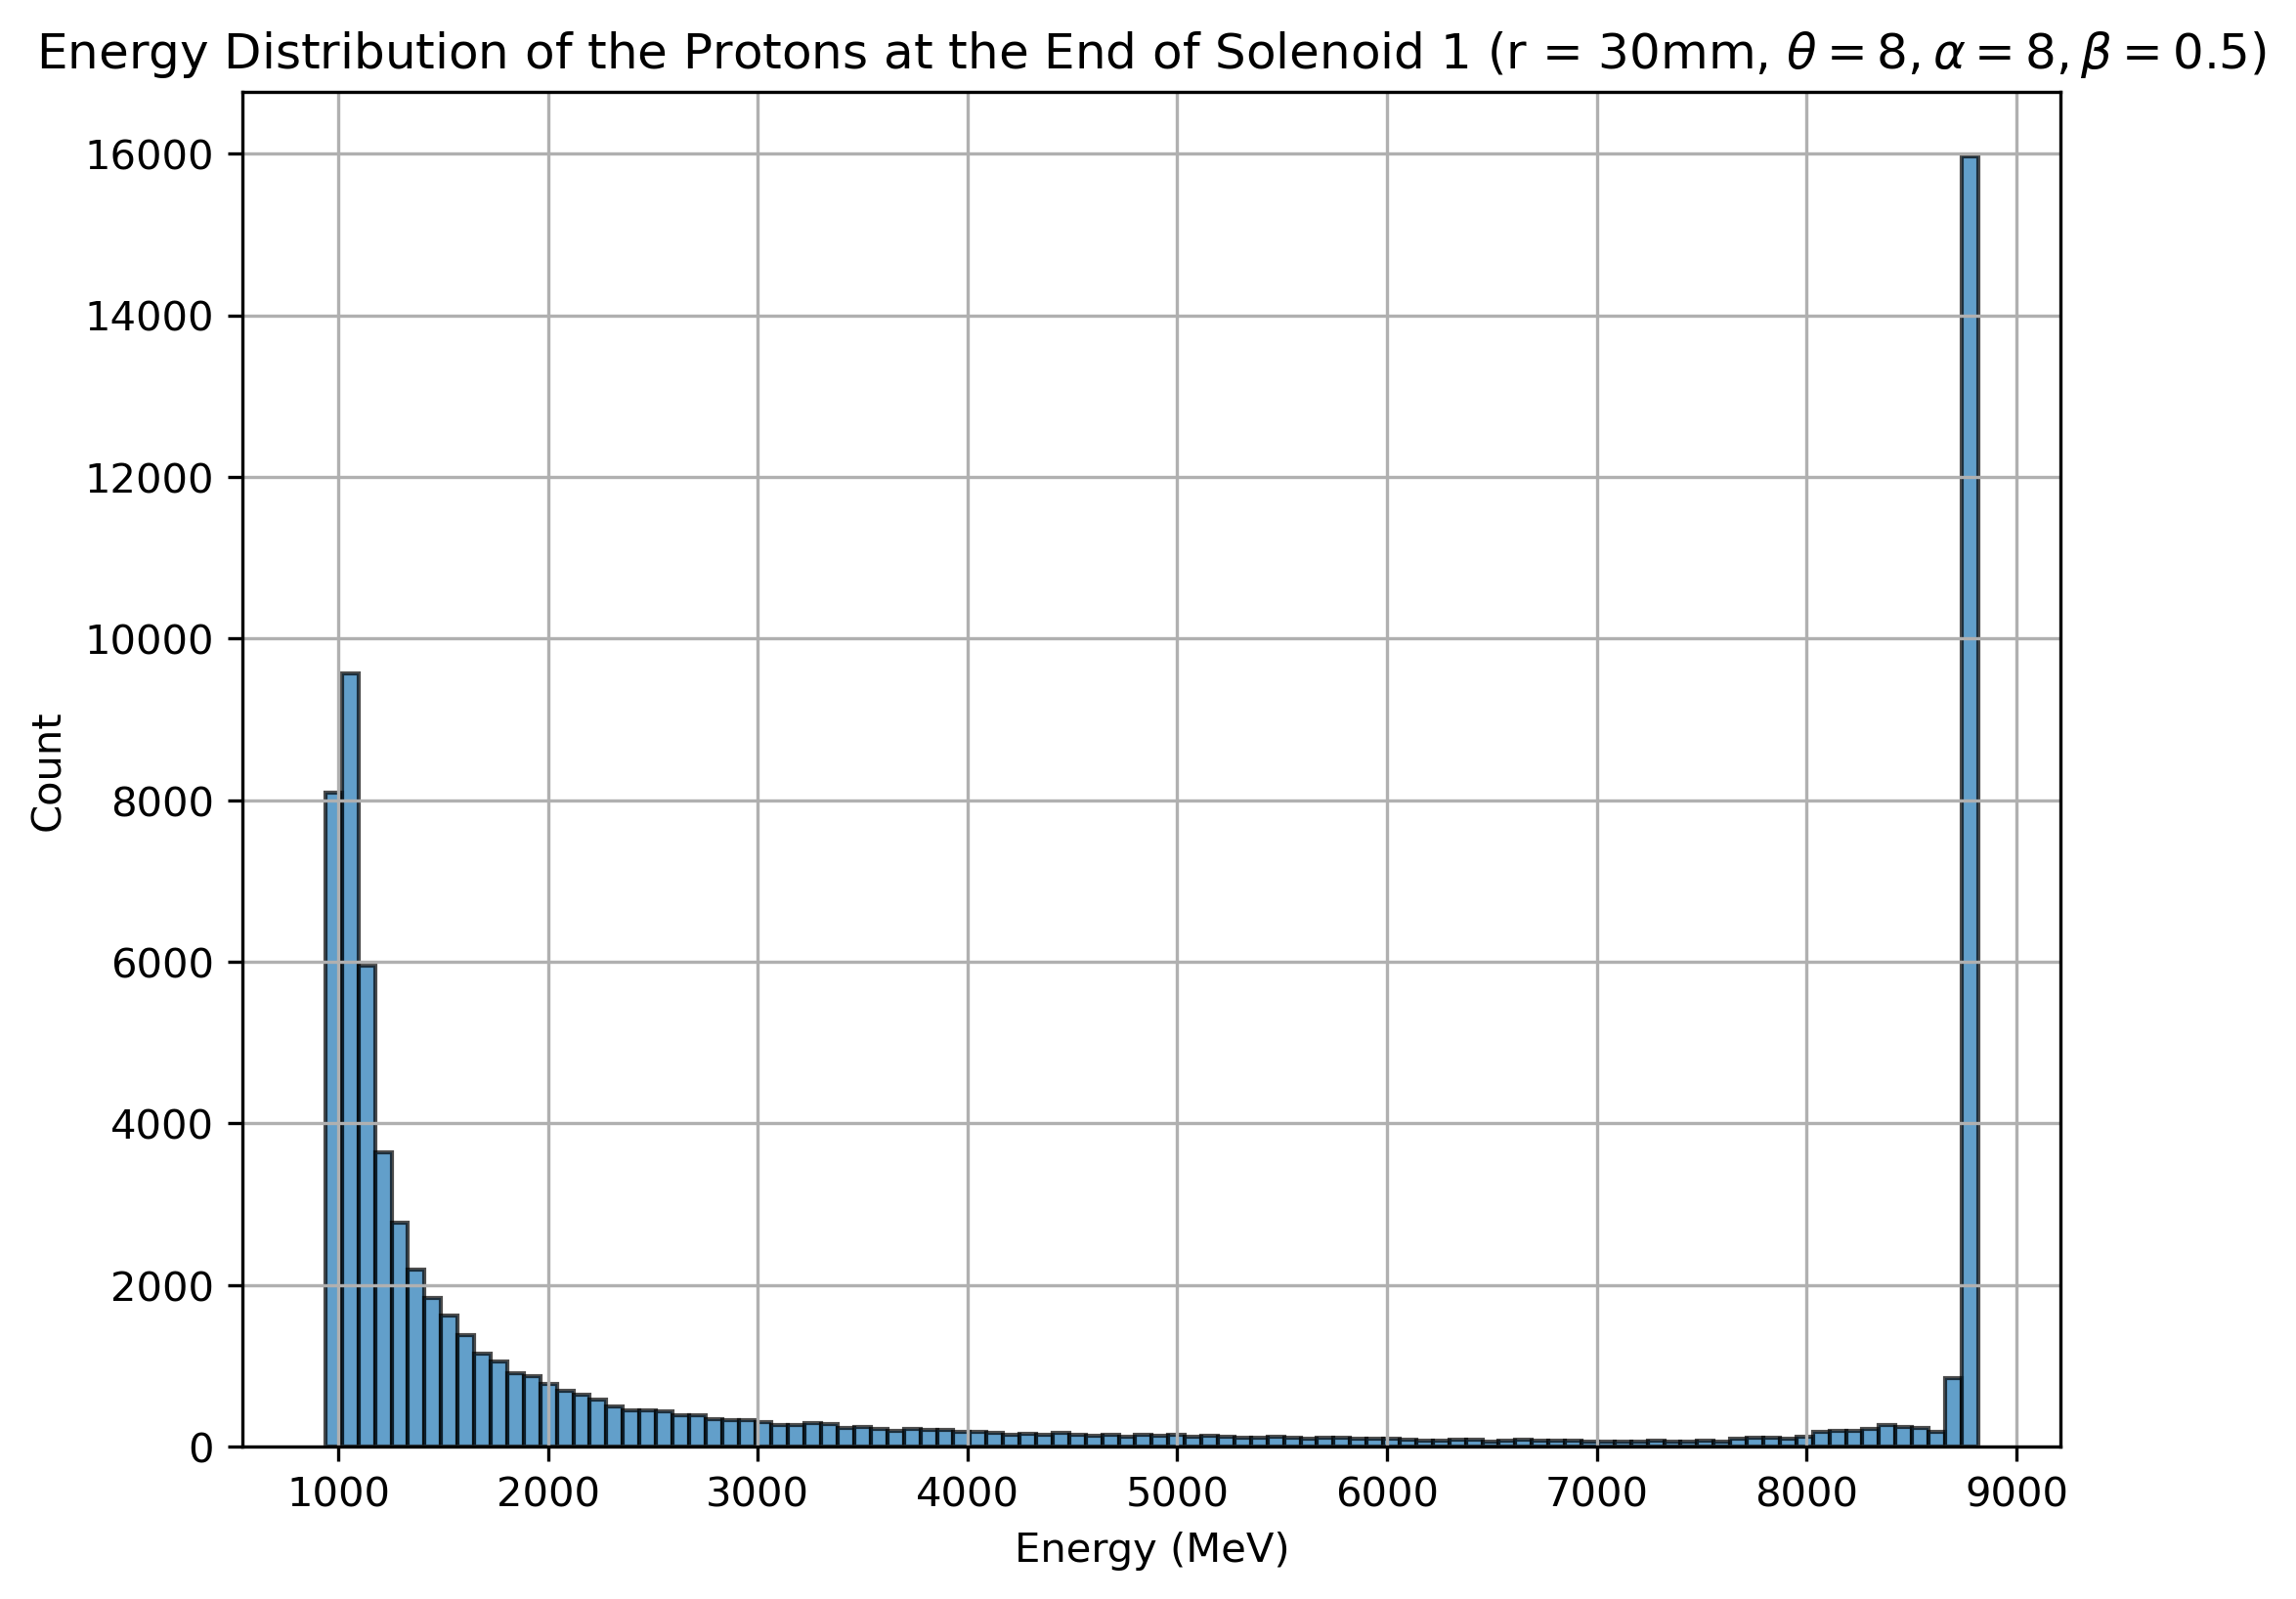 Energy Distribution of the Protons at the End of Solenoid 1 (r = 30mm, θ = 8, α = 8, β = 0.5)
16000
14000
12000
10000
8000
6000
4000
2000
0
Count
1000 2000 3000 4000 5000 6000 7000 8000 9000
Energy (MeV)